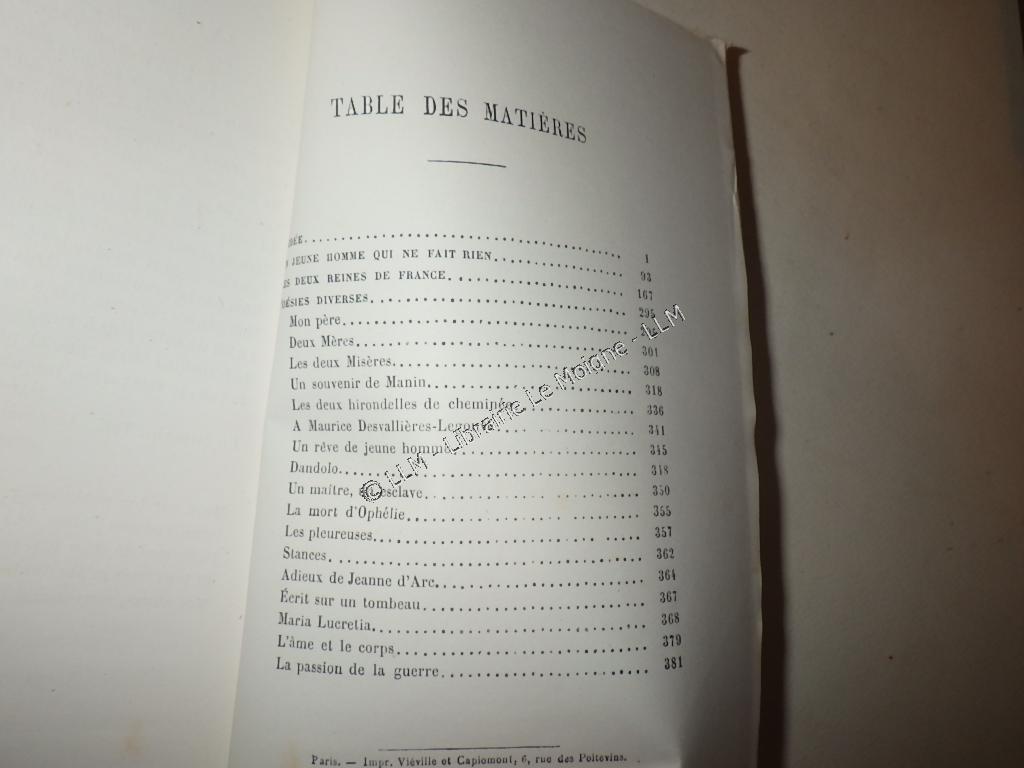 TABLE DES MATIÈRES
ÉE 1
JEUNE HOMME QUI NE FAIT RIEN 93
S DEUX REINES DE FRANCE 167
ÉSIES DIVERSES 295
Mon père
Deux Mères 301
Les deux Misères 308
Un souvenir de Manin 318
Les deux hirondelles de cheminée 336
A Maurice Desvallières-Legouvé 341
Un rêve de jeune homme 345
Dandolo 348
Un maître, esclave 350
La mort d'Ophélie 355
Les pleureuses 357
Stances 362
Adieux de Jeanne d'Arc 364
Écrit sur un tombeau 367
Maria Lucretia 368
L'âme et le corps 379
La passion de la guerre 381
Paris. — Impr. Viéville et Capiomont, 6, rue des Poitevins.
© LLM - Librairie Le Moigne - LLM